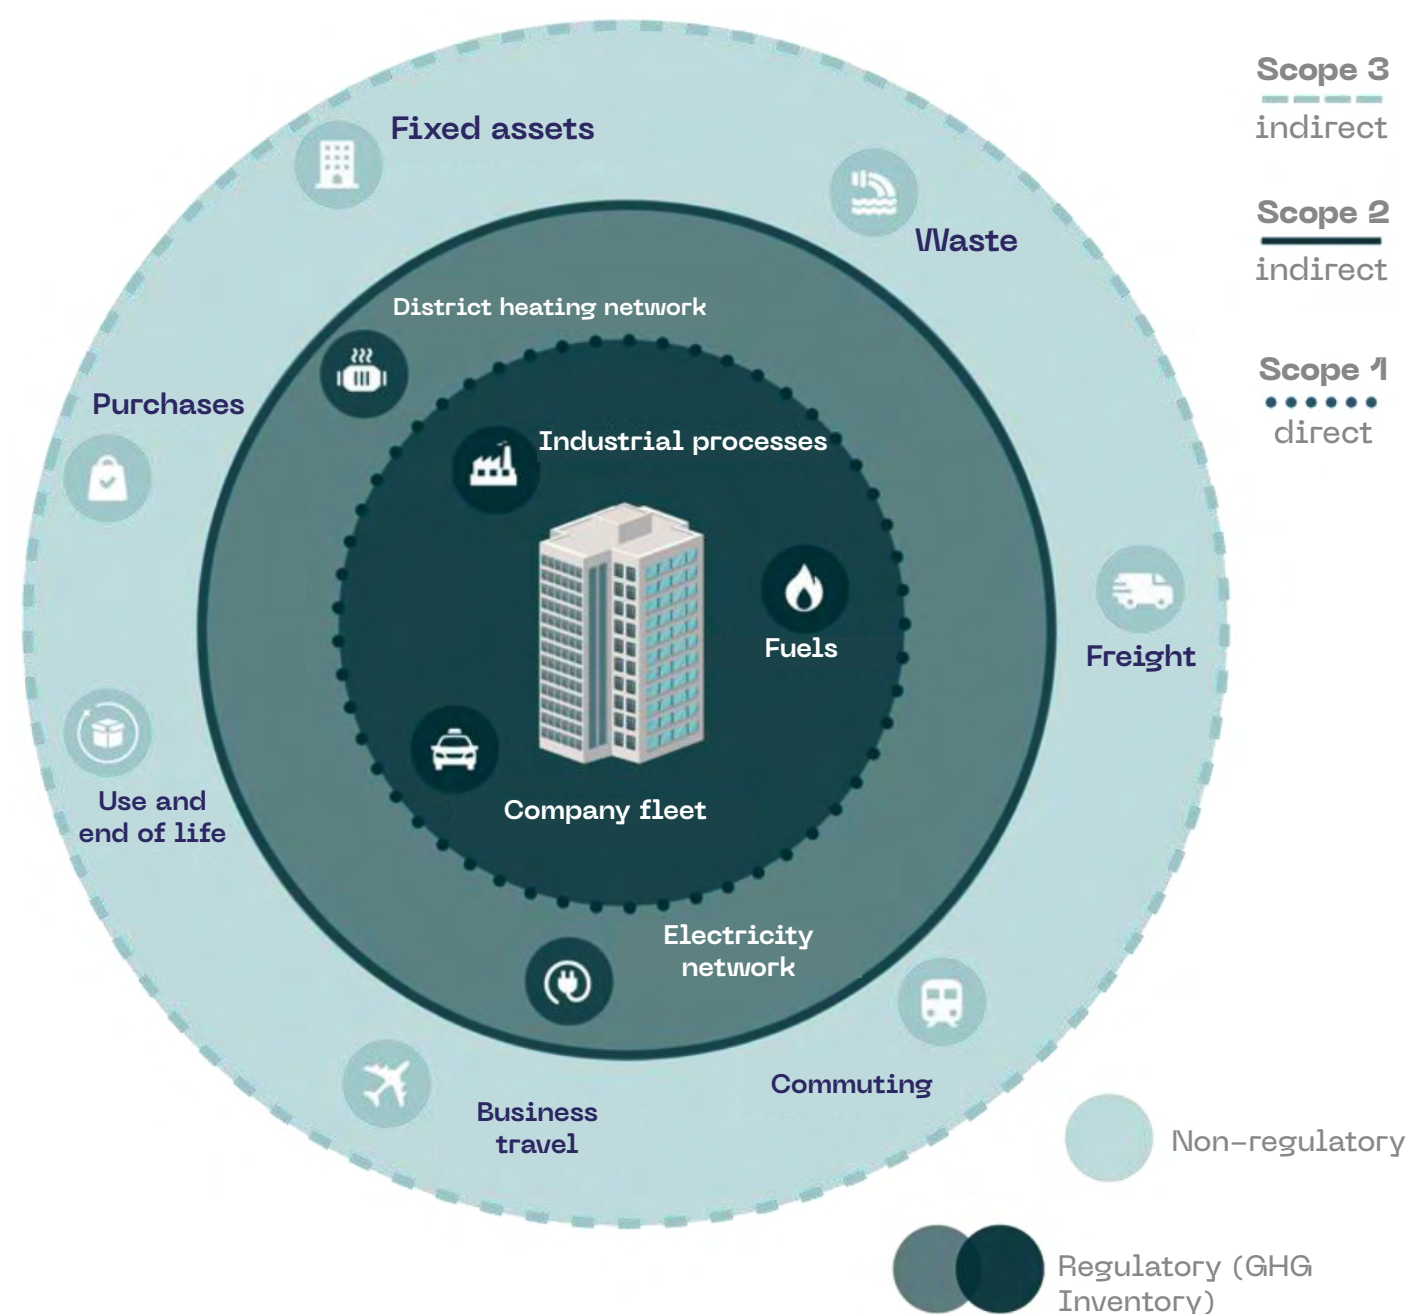 Scope 3
indirect
Scope 2
indirect
Scope 1
direct
Fixed assets
Waste
District heating network
Purchases
Industrial processes
Fuels
Freight
Use and
end of life
Company fleet
Electricity
network
Commuting
Business
travel
Non-regulatory
Regulatory (GHG
Inventory)